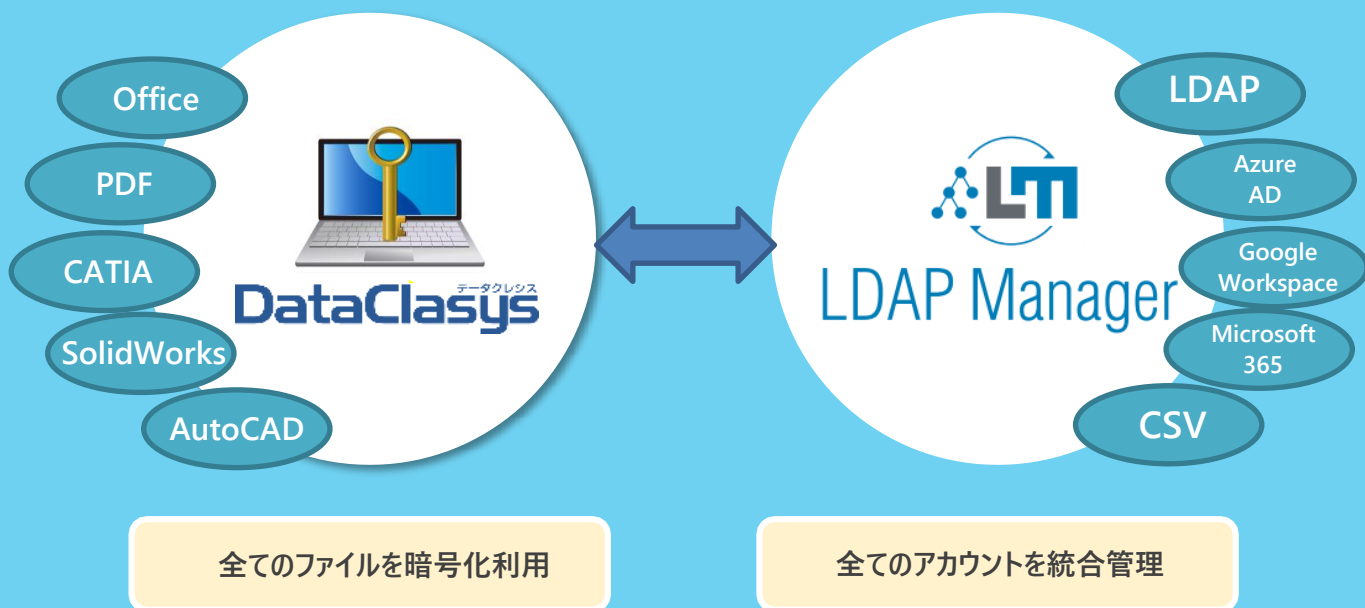 Office
PDF
CATIA
SolidWorks
AutoCAD
データクレシス
DataClasys
LM
LDAP Manager
LDAP
Azure
AD
Google
Workspace
Microsoft
365
CSV
全てのファイルを暗号化利用
全てのアカウントを統合管理